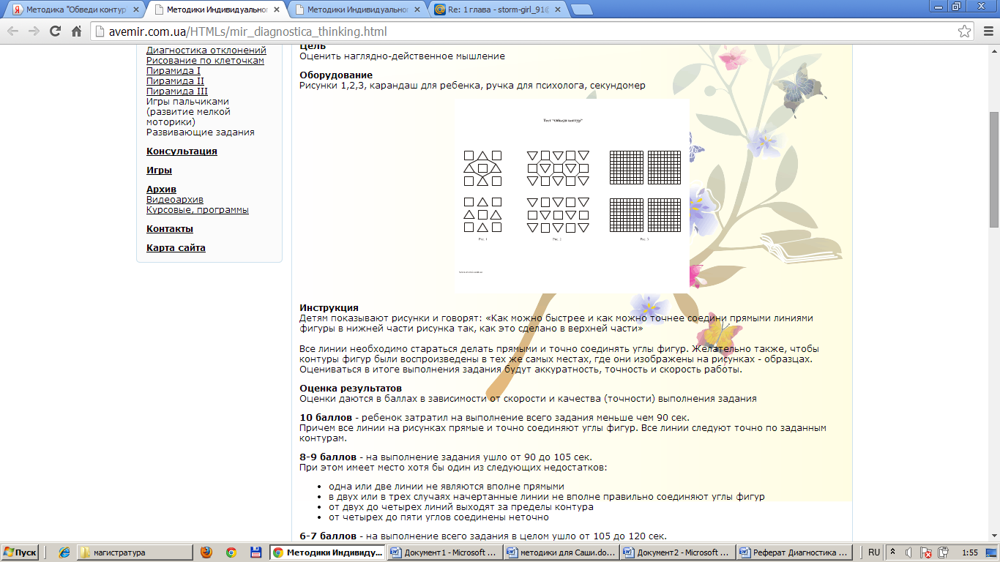 Методика "Обведи контур
Методики Индивидуальног
Методики Индивидуальног
Re: 1 глава - storm-girl_91@
avemir.com.ua/HTMLs/mir_diagnostica_thinking.html
Диагностика отклонений
Рисование по клеточкам
Пирамида I
Пирамида II
Пирамида III
Игры пальчиками
(развитие мелкой
моторики)
Развивающие задания
Консультация
Игры
Архив
Видеоархив
Курсовые, программы
Контакты
Карта сайта
Цель
Оценить наглядно-действенное мышление
Оборудование
Рисунки 1,2,3, карандаш для ребенка, ручка для психолога, секундомер
Тест "Обведи контур"
Рис. 1
Рис. 2
Рис. 3
Инструкция
Детям показывают рисунки и говорят: «Как можно быстрее и как можно точнее соедини прямыми линиями
фигуры в нижней части рисунка так, как это сделано в верхней части»
Все линии необходимо стараться делать прямыми и точно соединять углы фигур. Желательно также, чтобы
контуры фигур были воспроизведены в тех же самых местах, где они изображены на рисунках - образцах.
Оцениваться в итоге выполнения задания будут аккуратность, точность и скорость работы.
Оценка результатов
Оценки даются в баллах в зависимости от скорости и качества (точности) выполнения задания
10 баллов - ребенок затратил на выполнение всего задания меньше чем 90 сек.
Причем все линии на рисунках прямые и точно соединяют углы фигур. Все линии следуют точно по заданным
контурам.
8-9 баллов - на выполнение задания ушло от 90 до 105 сек.
При этом имеет место хотя бы один из следующих недостатков:
• одна или две линии не являются вполне прямыми
• в двух или в трех случаях начертанные линии не вполне правильно соединяют углы фигур
• от двух до четырех линий выходят за пределы контура
• от четырех до пяти углов соединены неточно
6-7 баллов - на выполнение всего задания в целом ушло от 105 до 120 сек.
Пуск
магистратура
Методики Индивиду...
Документ1 - Microsoft ...
методики для Саши.do...
Документ2 - Microsoft ...
Реферат Диагностика ...
RU
1:55